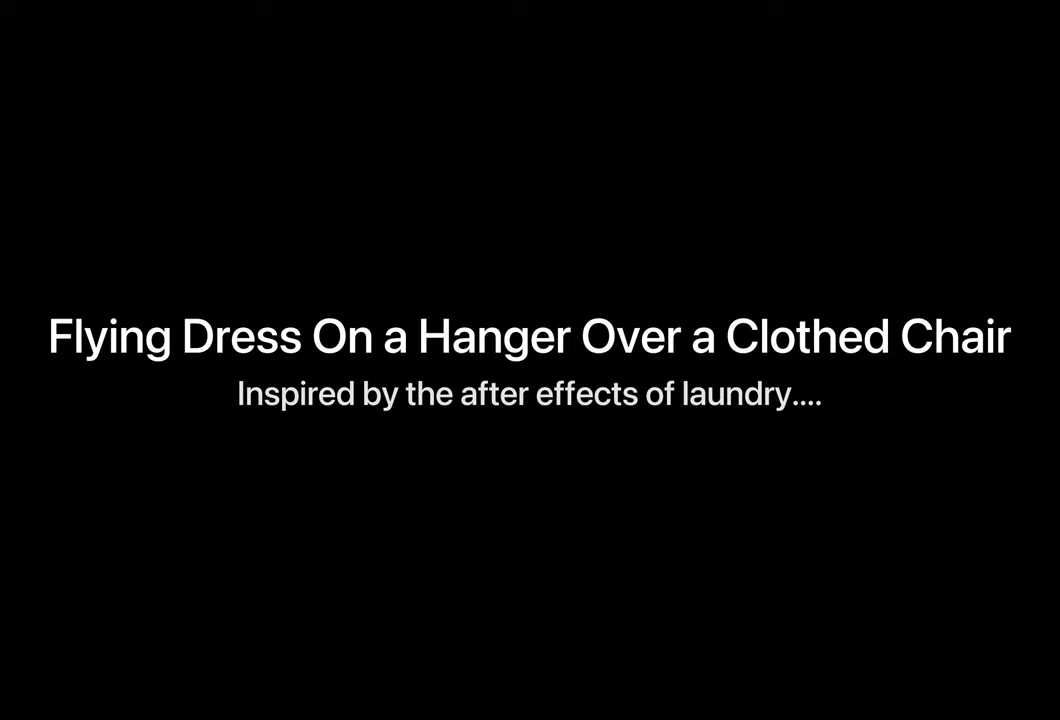 Flying Dress On a Hanger Over a Clothed Chair
Inspired by the after effects of laundry....